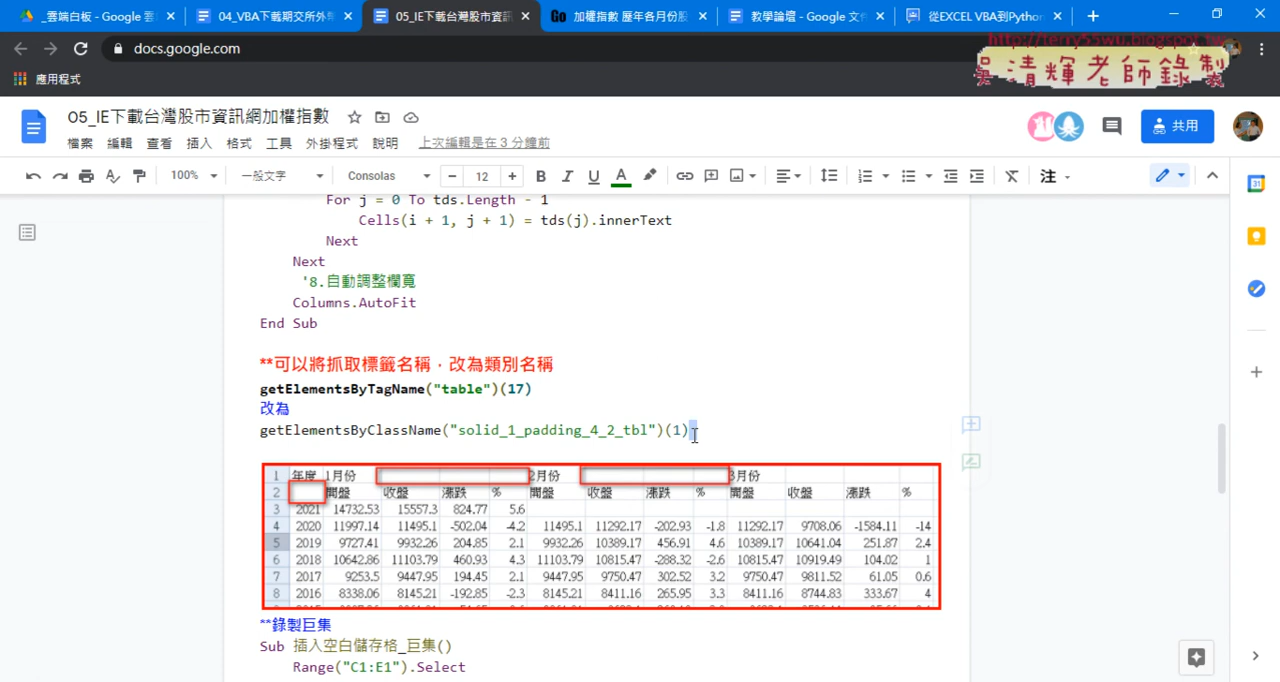 _雲端白板 - Google 雲
04_VBA下載期交所外幣
05_IE下載台灣股市資訊
加權指數 歷年各月份股
教學論壇 - Google 文件
從EXCEL VBA到Python
docs.google.com
http://terry55wu.blogspot.tw
吳清輝老師錄製
應用程式
05_IE下載台灣股市資訊網加權指數
檔案 編輯 查看 插入 格式 工具 外掛程式 說明 上次編輯是在 3 分鐘前
共用
100% 一般文字 Consolas 12 B I U A 注
For j = 0 To tds.Length - 1
Cells(i + 1, j + 1) = tds(j).innerText
Next
Next
'8.自動調整欄寬
Columns.AutoFit
End Sub
**可以將抓取標籤名稱，改為類別名稱
getElementsByTagName("table")(17)
改為
getElementsByClassName("solid_1_padding_4_2_tbl")(1)
1 年度 1月份 2月份 3月份
2 開盤 收盤 漲跌 % 開盤 收盤 漲跌 % 開盤 收盤 漲跌 %
3 2021 14732.53 15557.3 824.77 5.6
4 2020 11997.14 11495.1 -502.04 -4.2 11495.1 11292.17 -202.93 -1.8 11292.17 9708.06 -1584.11 -14
5 2019 9727.41 9932.26 204.85 2.1 9932.26 10389.17 456.91 4.6 10389.17 10641.04 251.87 2.4
6 2018 10642.86 11103.79 460.93 4.3 11103.79 10815.47 -288.32 -2.6 10815.47 10919.49 104.02 1
7 2017 9253.5 9447.95 194.45 2.1 9447.95 9750.47 302.52 3.2 9750.47 9811.52 61.05 0.6
8 2016 8338.06 8145.21 -192.85 -2.3 8145.21 8411.16 265.95 3.3 8411.16 8744.83 333.67 4
**錄製巨集
Sub 插入空白儲存格_巨集()
Range("C1:E1").Select